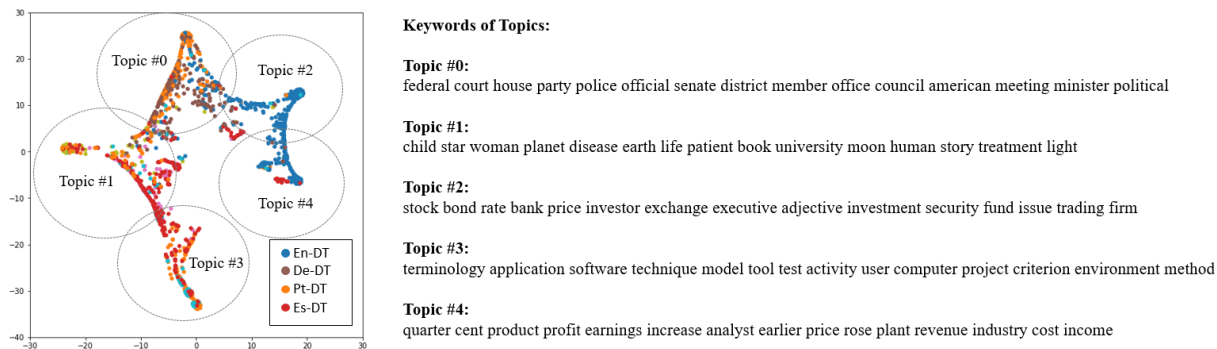 30
20
10
0
−10
−20
−30
−40
−30
−20
−10
0
10
20
30
Topic #0
Topic #2
Topic #1
Topic #4
Topic #3
En-DT
De-DT
Pt-DT
Es-DT
Keywords of Topics:
Topic #0:
federal court house party police official senate district member office council american meeting minister political
Topic #1:
child star woman planet disease earth life patient book university moon human story treatment light
Topic #2:
stock bond rate bank price investor exchange executive adjective investment security fund issue trading firm
Topic #3:
terminology application software technique model tool test activity user computer project criterion environment method
Topic #4:
quarter cent product profit earnings increase analyst earlier price rose plant revenue industry cost income